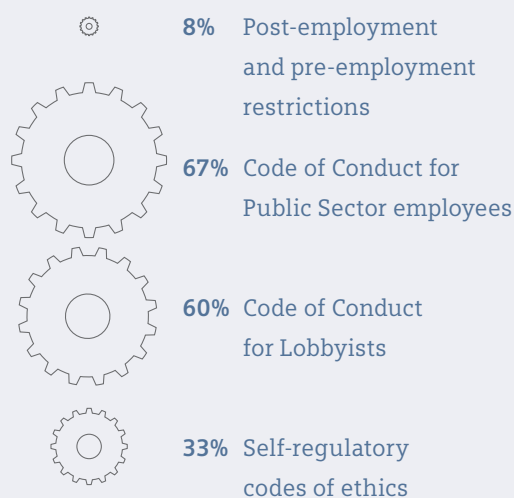 8% Post-employment
and pre-employment
restrictions
67% Code of Conduct for
Public Sector employees
60% Code of Conduct
for Lobbyists
33% Self-regulatory
codes of ethics